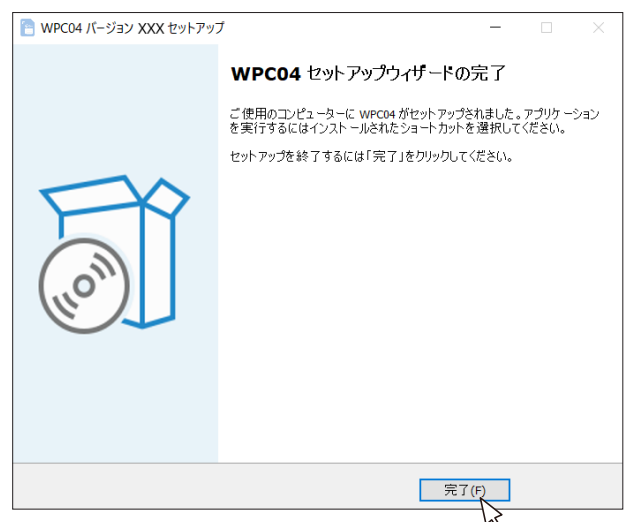 WPC04 バージョン XXX セットアップ
WPC04 セットアップウィザードの完了
ご使用のコンピューターに WPC04 がセットアップされました。アプリケーション
を実行するにはインストールされたショートカットを選択してください。
セットアップを終了するには「完了」をクリックしてください。
完了(F)